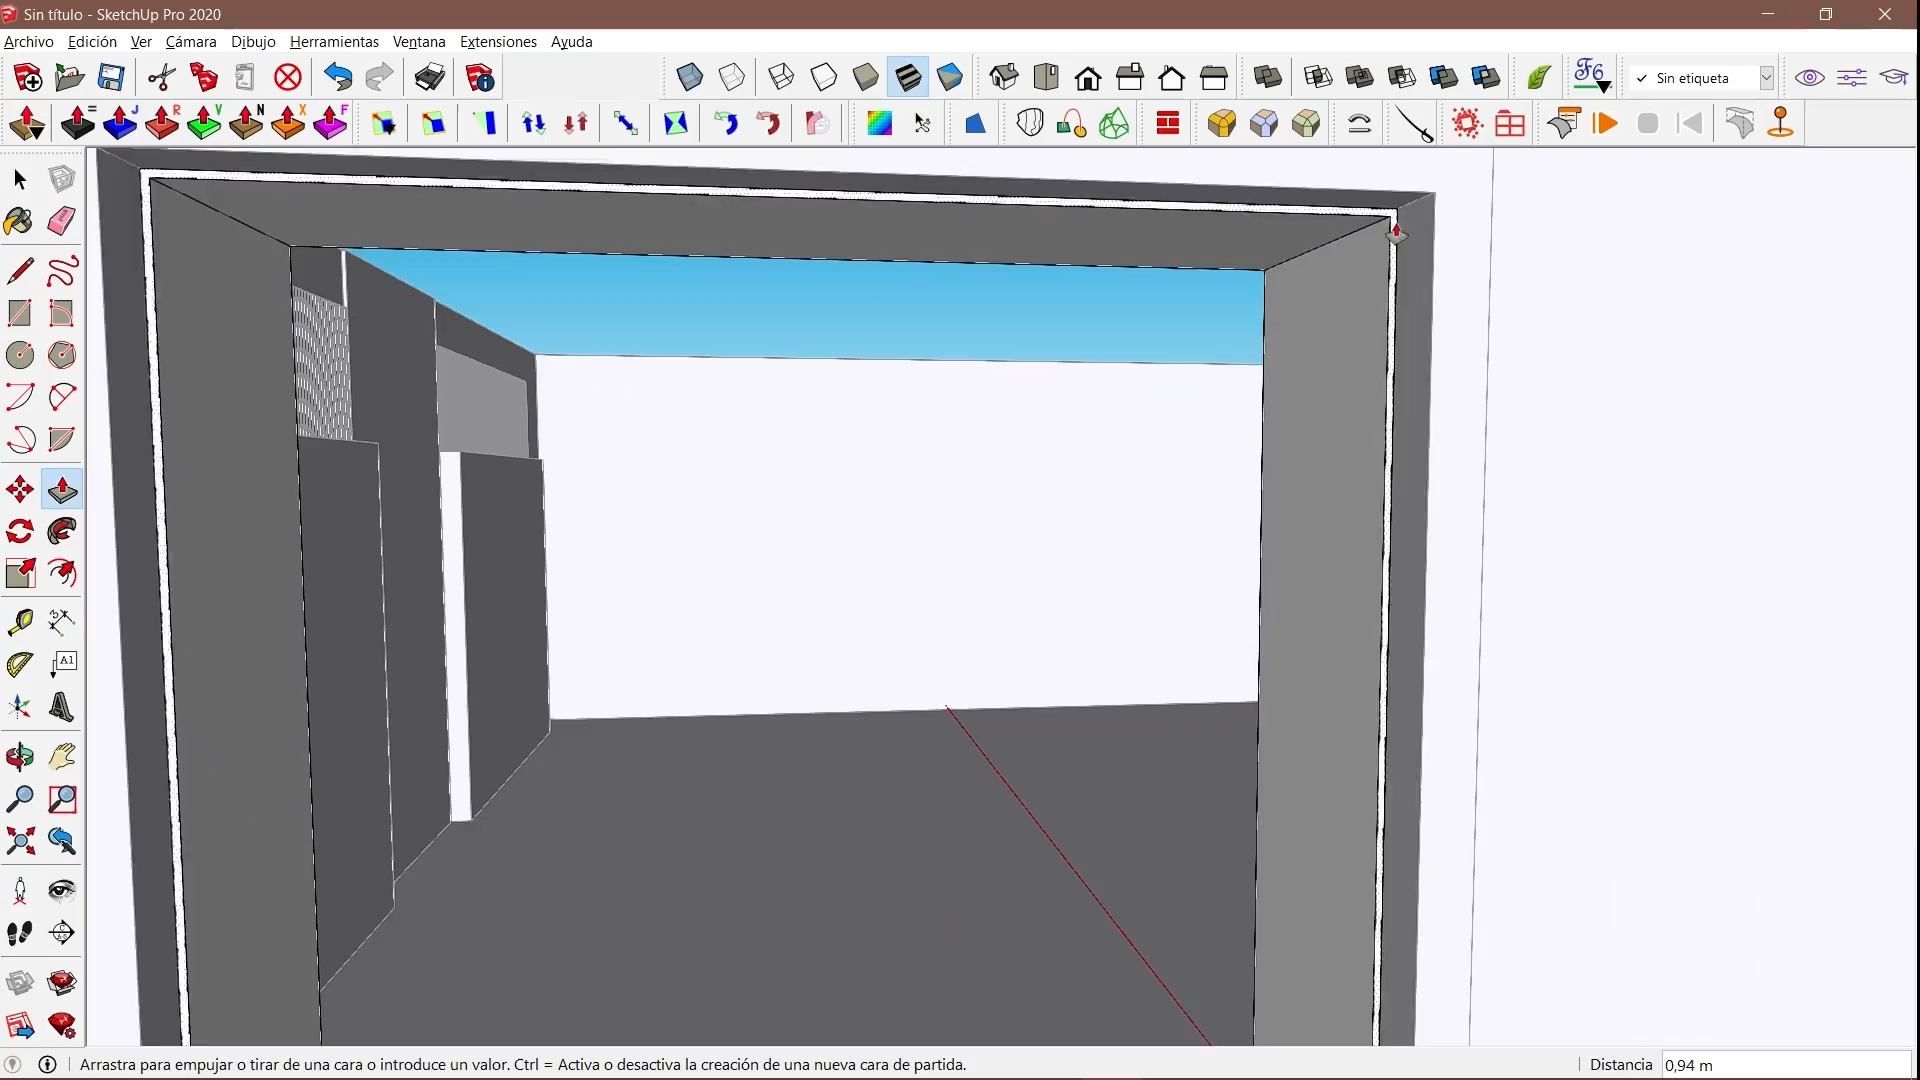 Sin título - SketchUp Pro 2020
Archivo Edición Ver Cámara Dibujo Herramientas Ventana Extensiones Ayuda
F6 Sin etiqueta
= J R V N X F
A1
Arrastra para empujar o tirar de una cara o introduce un valor. Ctrl = Activa o desactiva la creación de una nueva cara de partida. Distancia 0,94 m